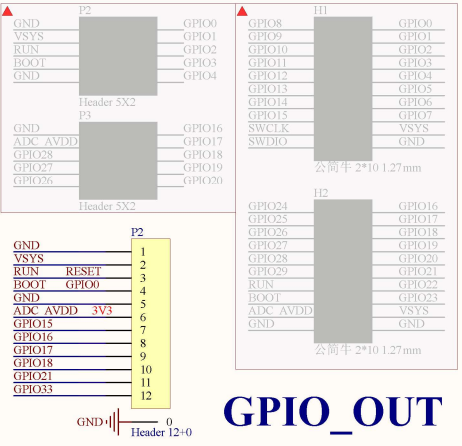 P2
GND GPIO0
VSYS GPIO1
RUN GPIO2
BOOT GPIO3
GND GPIO4
Header 5X2
P3
GND GPIO16
ADC_AVDD GPIO17
GPIO28 GPIO18
GPIO27 GPIO19
GPIO26 GPIO20
Header 5X2
H1
GPIO8 GPIO0
GPIO9 GPIO1
GPIO10 GPIO2
GPIO11 GPIO3
GPIO12 GPIO4
GPIO13 GPIO5
GPIO14 GPIO6
GPIO15 GPIO7
SWCLK VSYS
SWDIO GND
公简牛 2*10 1.27mm
H2
GPIO24 GPIO16
GPIO25 GPIO17
GPIO26 GPIO18
GPIO27 GPIO19
GPIO28 GPIO20
GPIO29 GPIO21
RUN GPIO22
BOOT GPIO23
ADC_AVDD VSYS
GND GND
公简牛 2*10 1.27mm
P2
GND 1
VSYS 2
RUN RESET 3
BOOT GPIO0 4
GND 5
ADC_AVDD 3V3 6
GPIO15 7
GPIO16 8
GPIO17 9
GPIO18 10
GPIO21 11
GPIO33 12
GND 0
Header 12+0
GPIO_OUT